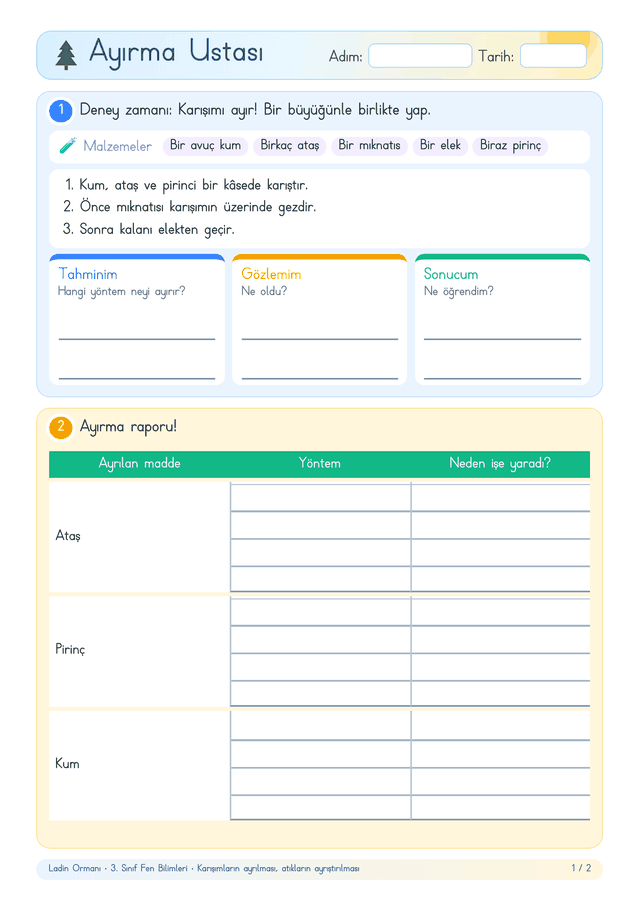 Ayırma Ustası
Adım:
Tarih:
1 Deney zamanı: Karışımı ayır! Bir büyüğünle birlikte yap.
Malzemeler Bir avuç kum Birkaç ataş Bir mıknatıs Bir elek Biraz pirinç
1. Kum, ataş ve pirinci bir kâsede karıştır.
2. Önce mıknatısı karışımın üzerinde gezdir.
3. Sonra kalanı elekten geçir.
Tahminim
Hangi yöntem neyi ayırır?
Gözlemim
Ne oldu?
Sonucum
Ne öğrendim?
2 Ayırma raporu!
Ayrılan madde Yöntem Neden işe yaradı?
Ataş
Pirinç
Kum
Ladin Ormanı • 3. Sınıf Fen Bilimleri • Karışımların ayrılması, atıkların ayrıştırılması 1 / 2